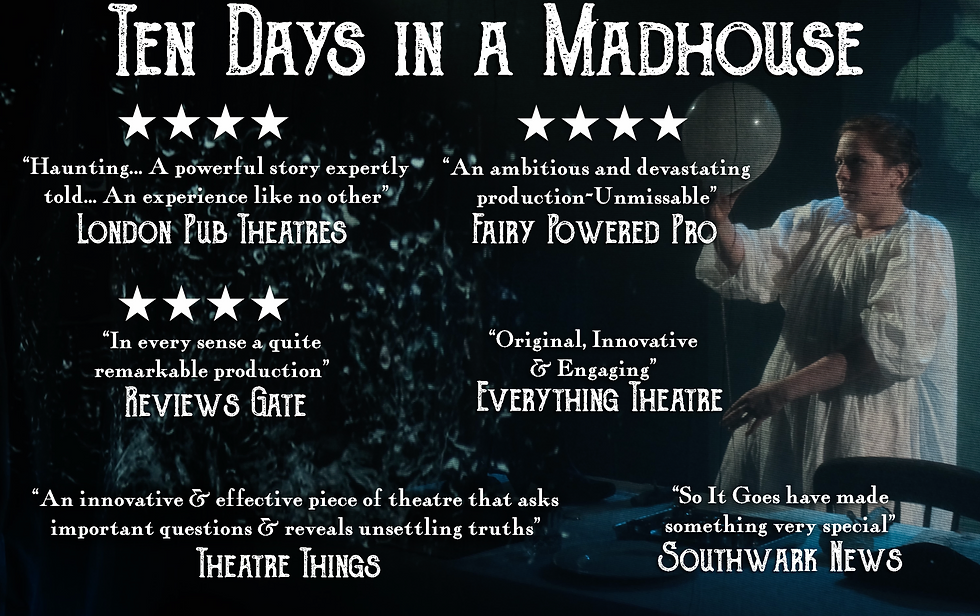 Ten Days in a Madhouse
★★★★
"Haunting... A powerful story expertly
told... An experience like no other"
London Pub Theatres
★★★★
"An ambitious and devastating
production~Unmissable"
Fairy Powered Pro
★★★★
"In every sense a quite
remarkable production"
Reviews Gate
"Original, Innovative
& Engaging"
Everything Theatre
"An innovative & effective piece of theatre that asks
important questions & reveals unsettling truths"
Theatre Things
"So It Goes have made
something very special"
Southwark News